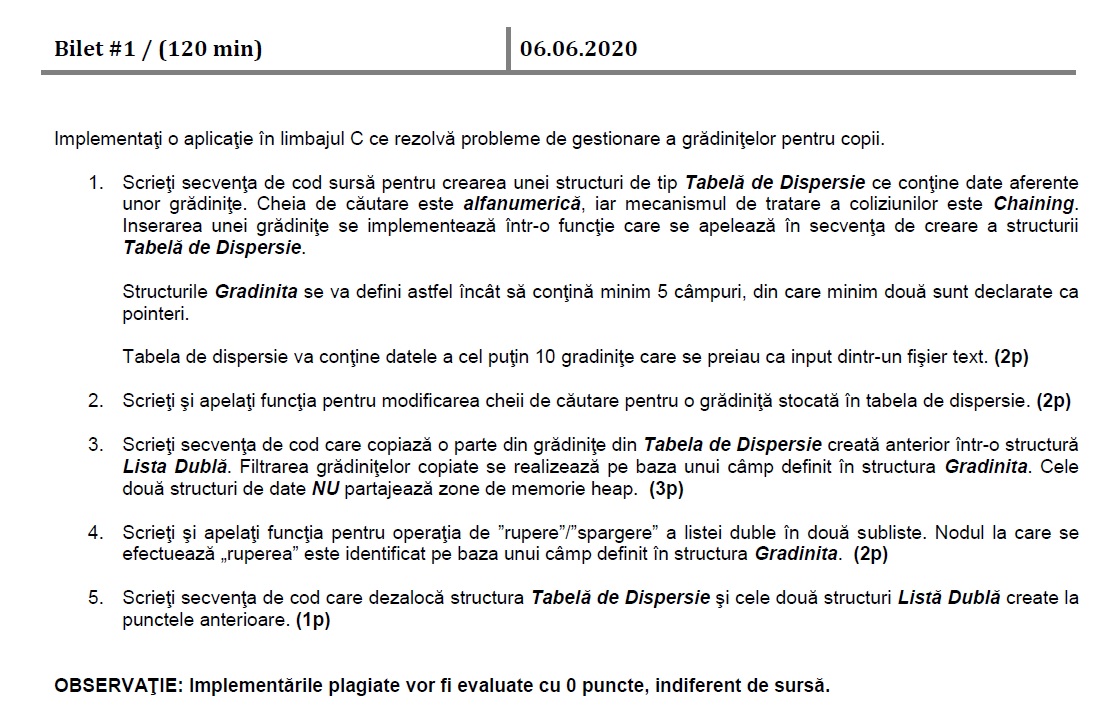 Bilet #1 / (120 min) 06.06.2020
Implementaţi o aplicaţie în limbajul C ce rezolvă probleme de gestionare a grădiniţelor pentru copii.
1. Scrieţi secvenţa de cod sursă pentru crearea unei structuri de tip Tabelă de Dispersie ce conţine date aferente
unor grădiniţe. Cheia de căutare este alfanumerică, iar mecanismul de tratare a coliziunilor este Chaining.
Inserarea unei grădiniţe se implementează într-o funcţie care se apelează în secvenţa de creare a structurii
Tabelă de Dispersie.
Structurile Gradinita se va defini astfel încât să conţină minim 5 câmpuri, din care minim două sunt declarate ca
pointeri.
Tabela de dispersie va conţine datele a cel puţin 10 gradiniţe care se preiau ca input dintr-un fişier text. (2p)
2. Scrieţi şi apelaţi funcţia pentru modificarea cheii de căutare pentru o grădiniţă stocată în tabela de dispersie. (2p)
3. Scrieţi secvenţa de cod care copiază o parte din grădiniţe din Tabela de Dispersie creată anterior într-o structură
Lista Dublă. Filtrarea grădiniţelor copiate se realizează pe baza unui câmp definit în structura Gradinita. Cele
două structuri de date NU partajează zone de memorie heap. (3p)
4. Scrieţi şi apelaţi funcţia pentru operaţia de ”rupere”/”spargere” a listei duble în două subliste. Nodul la care se
efectuează „ruperea” este identificat pe baza unui câmp definit în structura Gradinita. (2p)
5. Scrieţi secvenţa de cod care dezalocă structura Tabelă de Dispersie şi cele două structuri Listă Dublă create la
punctele anterioare. (1p)
OBSERVAŢIE: Implementările plagiate vor fi evaluate cu 0 puncte, indiferent de sursă.